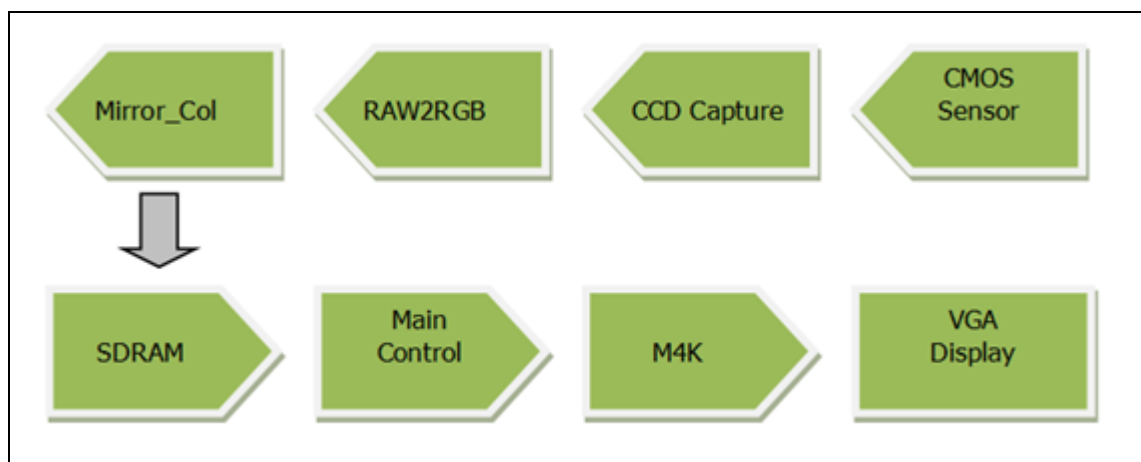 Mirror_Col
RAW2RGB
CCD Capture
CMOS
Sensor
SDRAM
Main
Control
M4K
VGA
Display